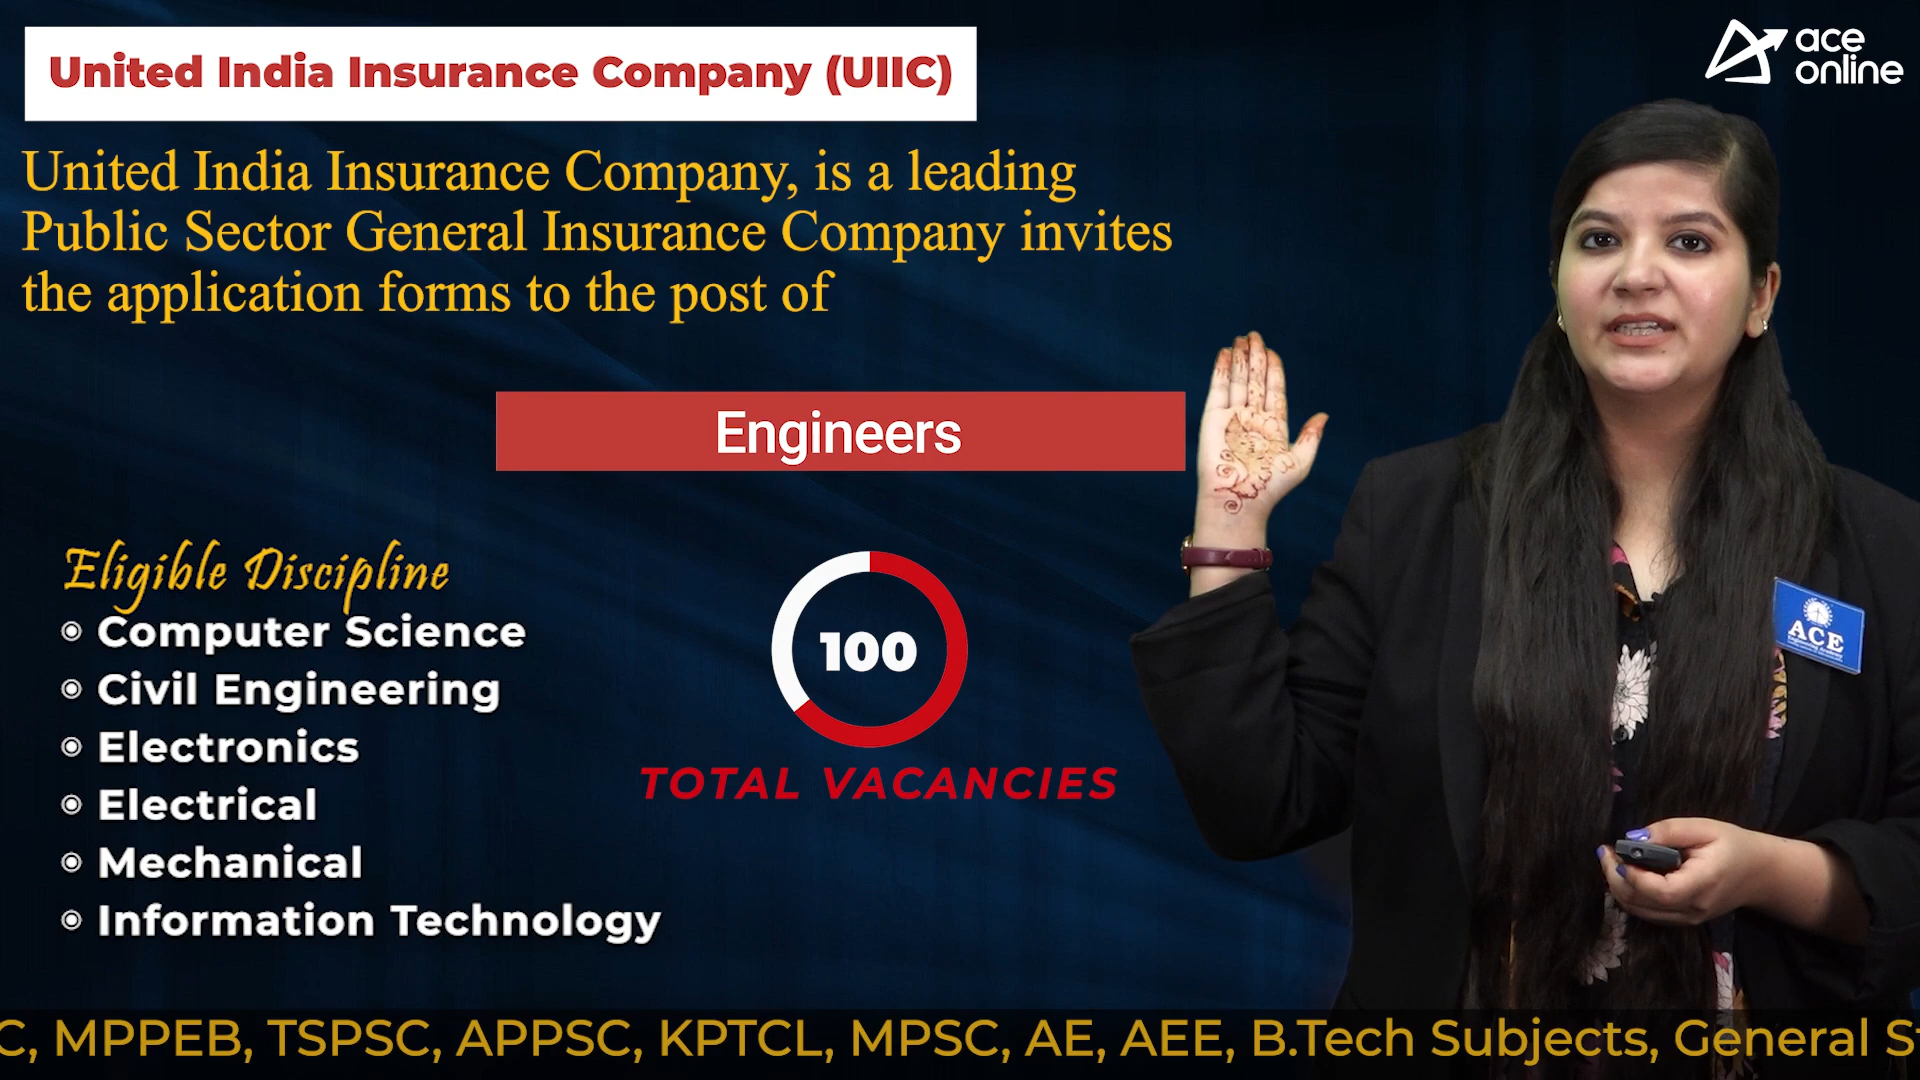 United India Insurance Company (UIIC)
ace
online
United India Insurance Company, is a leading
Public Sector General Insurance Company invites
the application forms to the post of
Engineers
Eligible Discipline
Computer Science
Civil Engineering
Electronics
Electrical
Mechanical
Information Technology
100
TOTAL VACANCIES
ACE
Engineering Academy
C, MPPEB, TSPSC, APPSC, KPTCL, MPSC, AE, AEE, B.Tech Subjects, General S